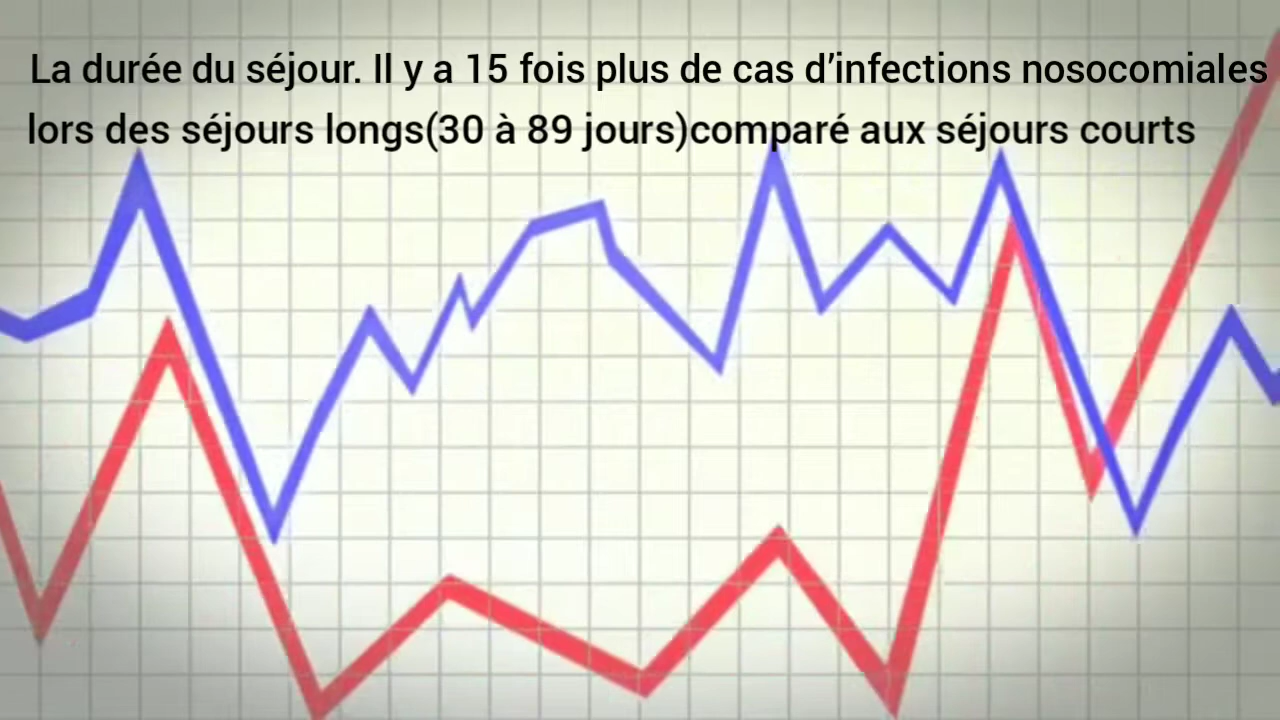 La durée du séjour. Il y a 15 fois plus de cas d’infections nosocomiales
lors des séjours longs(30 à 89 jours)comparé aux séjours courts